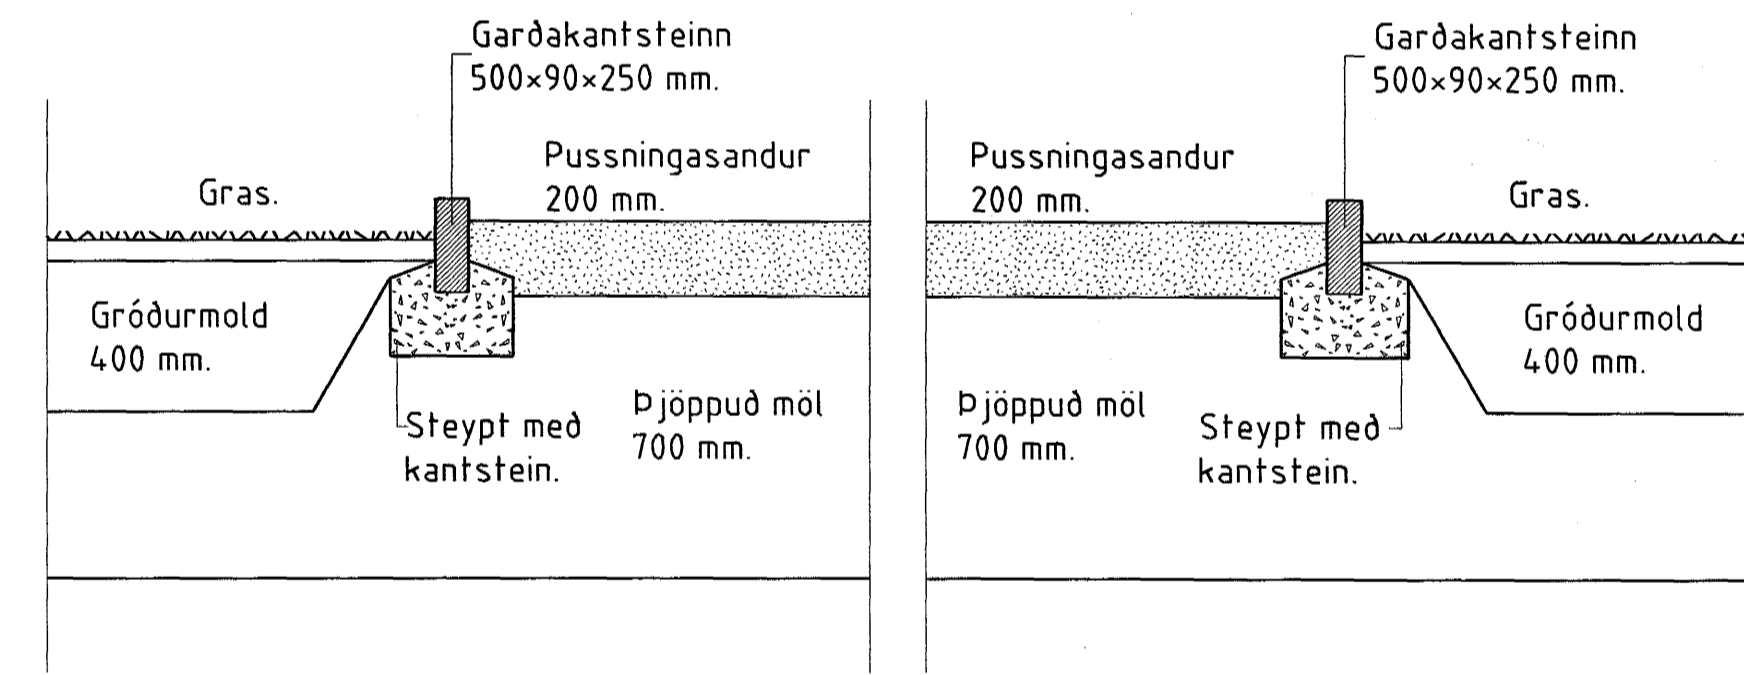 Garðakantsteinn
500×90×250 mm.
Pussningasandur
200 mm.
Gras.
Gróðurmold
400 mm.
Steypt með
kantstein.
Þjöppuð möl
700 mm.
Garðakantsteinn
500×90×250 mm.
Pussningasandur
200 mm.
Gras.
Gróðurmold
400 mm.
Þjöppuð möl
700 mm.
Steypt með
kantstein.